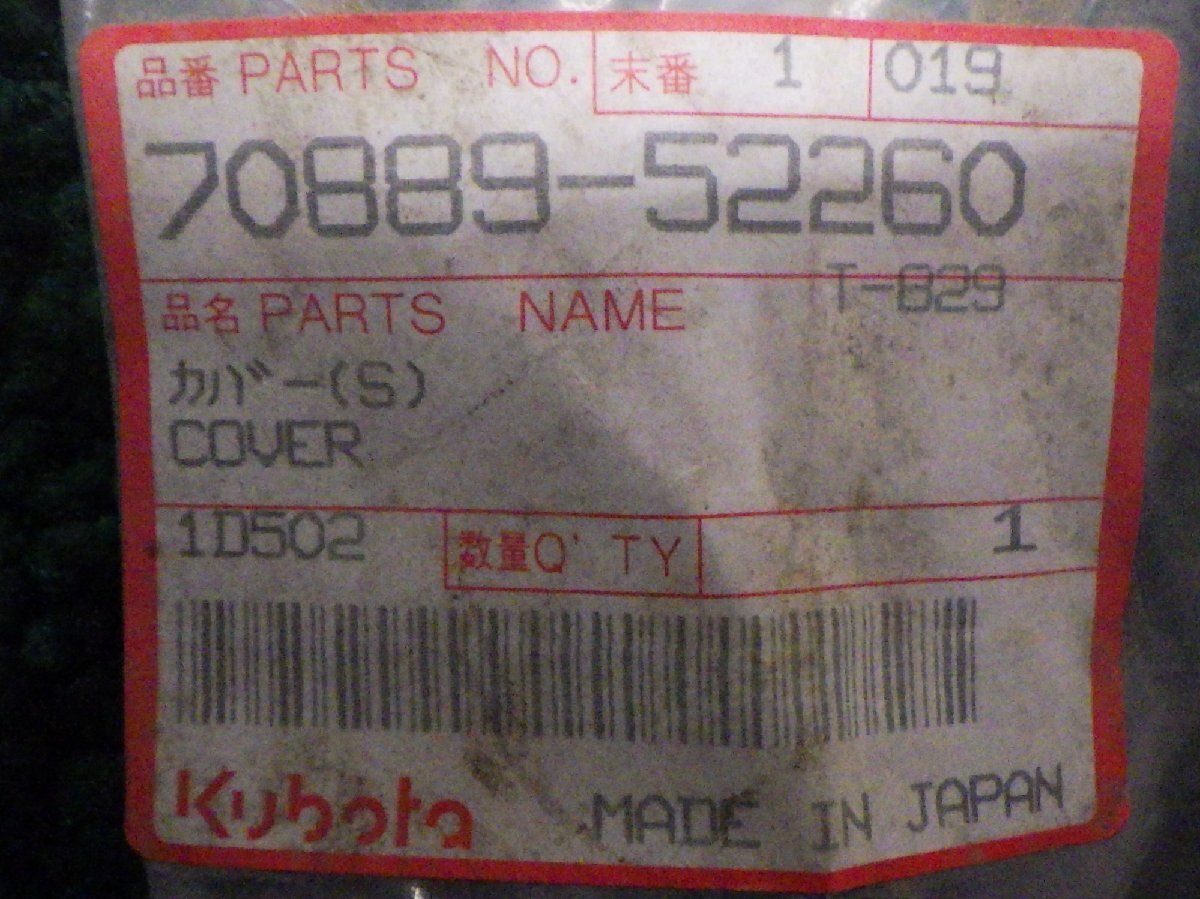 品番 PARTS NO. 末番 1 019
70889-52260
T-829
品名 PARTS NAME
カバー(S)
COVER
1D502 数量Q'TY 1
Kubota MADE IN JAPAN